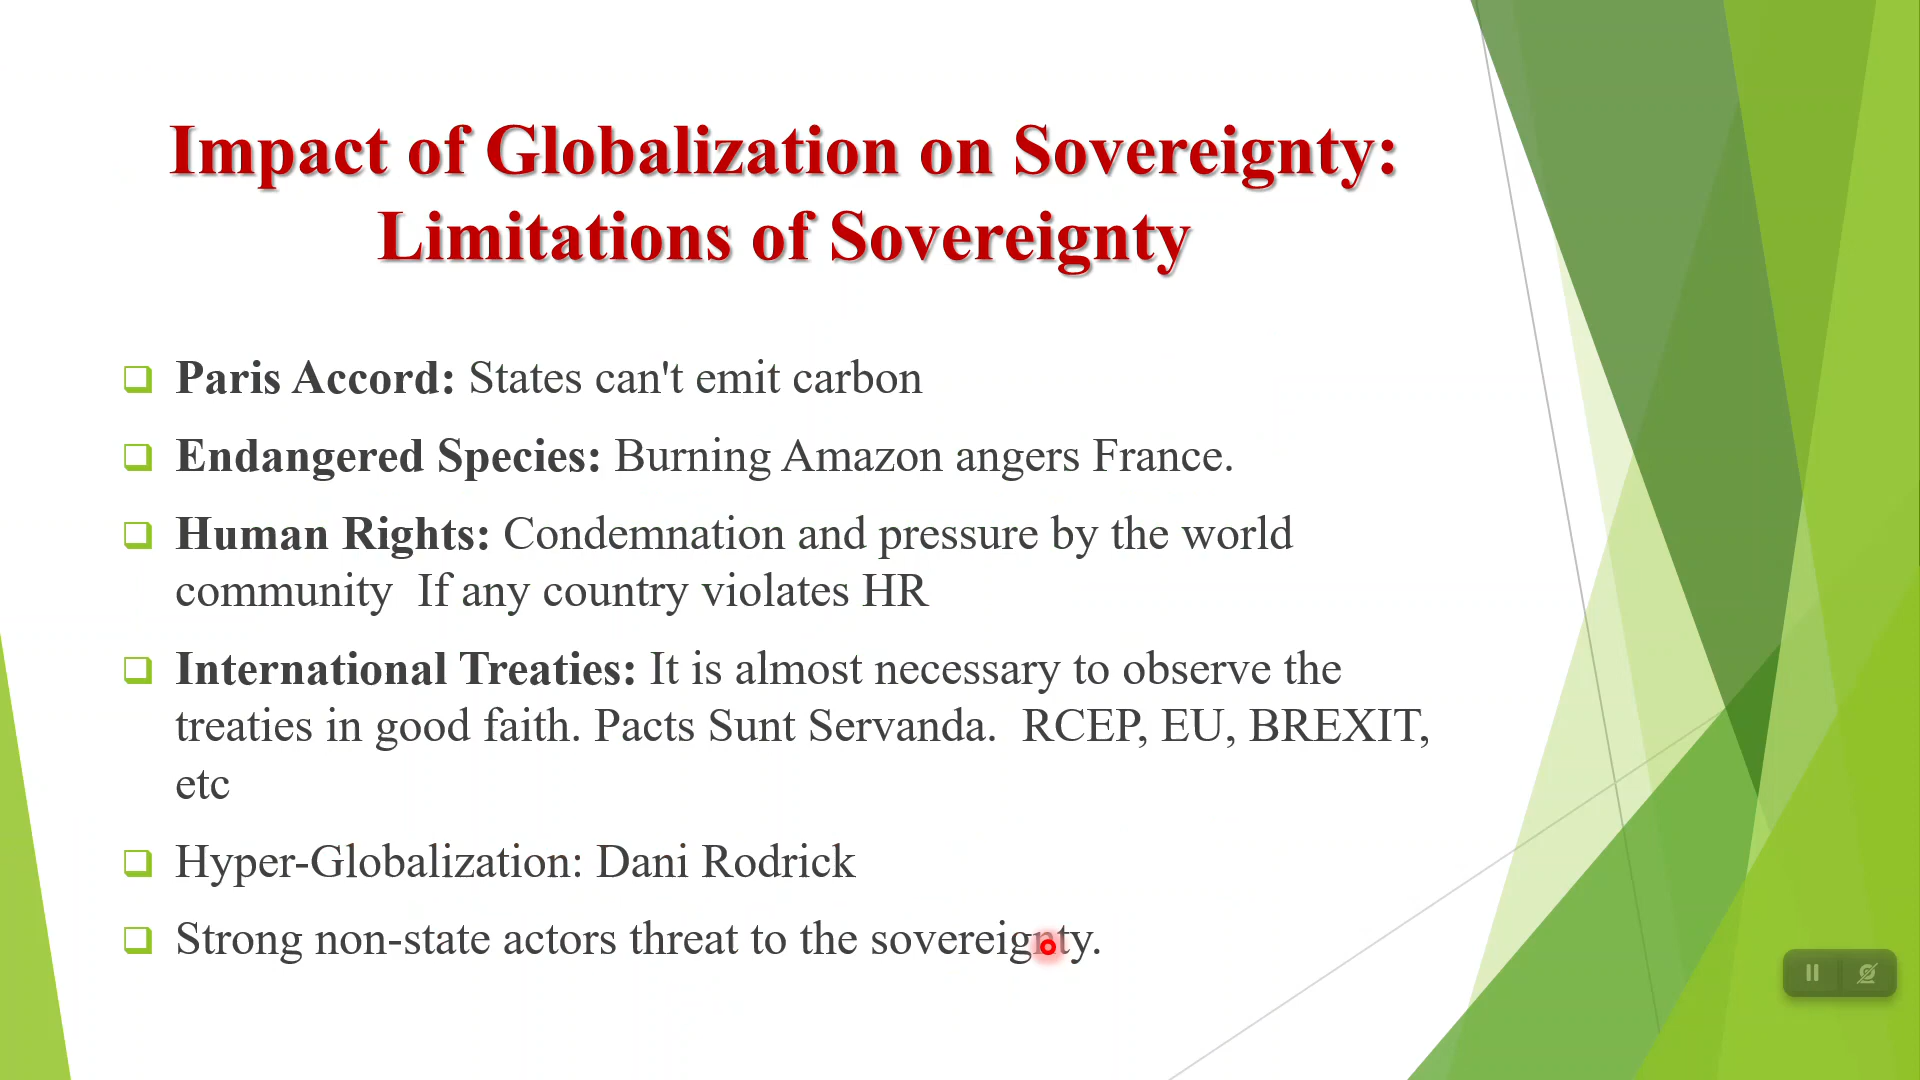 Impact of Globalization on Sovereignty:
Limitations of Sovereignty
Paris Accord: States can't emit carbon
Endangered Species: Burning Amazon angers France.
Human Rights: Condemnation and pressure by the world
community  If any country violates HR
International Treaties: It is almost necessary to observe the
treaties in good faith. Pacts Sunt Servanda.  RCEP, EU, BREXIT,
etc
Hyper-Globalization: Dani Rodrick
Strong non-state actors threat to the sovereignty.